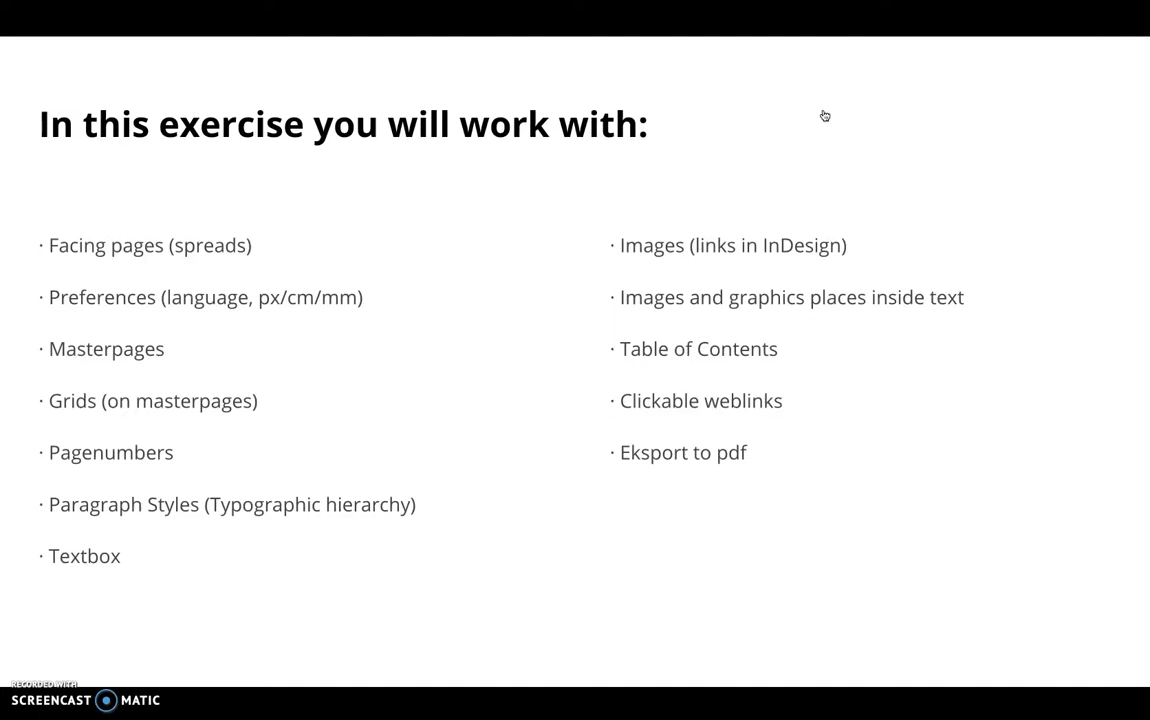 In this exercise you will work with:
· Facing pages (spreads)
· Preferences (language, px/cm/mm)
· Masterpages
· Grids (on masterpages)
· Pagenumbers
· Paragraph Styles (Typographic hierarchy)
· Textbox
· Images (links in InDesign)
· Images and graphics places inside text
· Table of Contents
· Clickable weblinks
· Eksport to pdf
RECORDED WITH
SCREENCAST MATIC